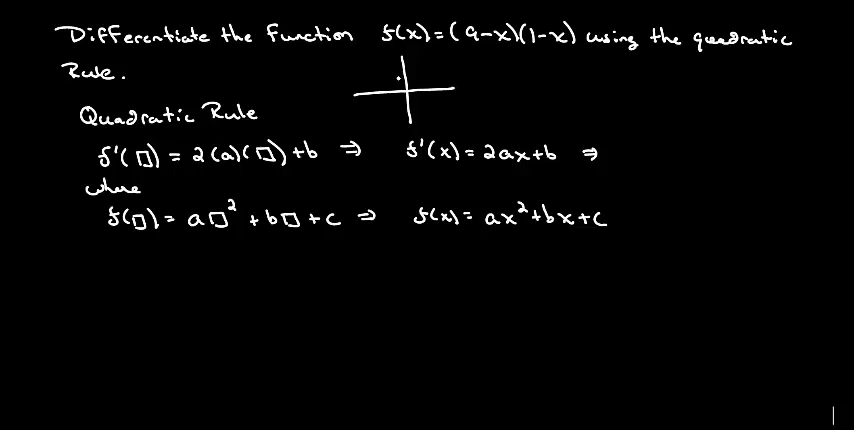 Differentiate the function f(x)=(9-x)(1-x) using the quadratic
Rule.
Quadratic Rule
f'(□) = 2(a)(□)+b ⇒ f'(x)=2ax+b ⇒
where
f(□)= a□² + b□ + c ⇒ f(x)= ax²+bx+c